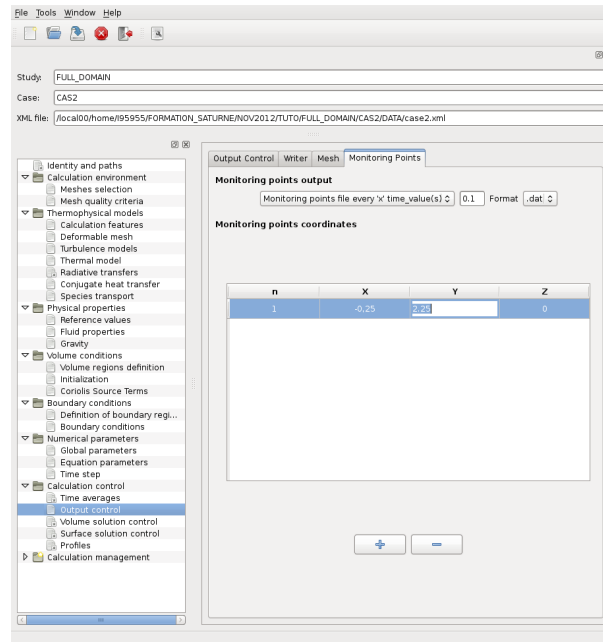 File Tools Window Help
Study: FULL_DOMAIN
Case: CAS2
XML file: /local00/home/I95955/FORMATION_SATURNE/NOV2012/TUTO/FULL_DOMAIN/CAS2/DATA/case2.xml
Identity and paths
Calculation environment
Meshes selection
Mesh quality criteria
Thermophysical models
Calculation features
Deformable mesh
Turbulence models
Thermal model
Radiative transfers
Conjugate heat transfer
Species transport
Physical properties
Reference values
Fluid properties
Gravity
Volume conditions
Volume regions definition
Initialization
Coriolis Source Terms
Boundary conditions
Definition of boundary regi...
Boundary conditions
Numerical parameters
Global parameters
Equation parameters
Time step
Calculation control
Time averages
Output control
Volume solution control
Surface solution control
Profiles
Calculation management
Output Control Writer Mesh Monitoring Points
Monitoring points output
Monitoring points file every 'x' time_value(s) 0.1 Format .dat
Monitoring points coordinates
n X Y Z
1 -0.25 2.25 0